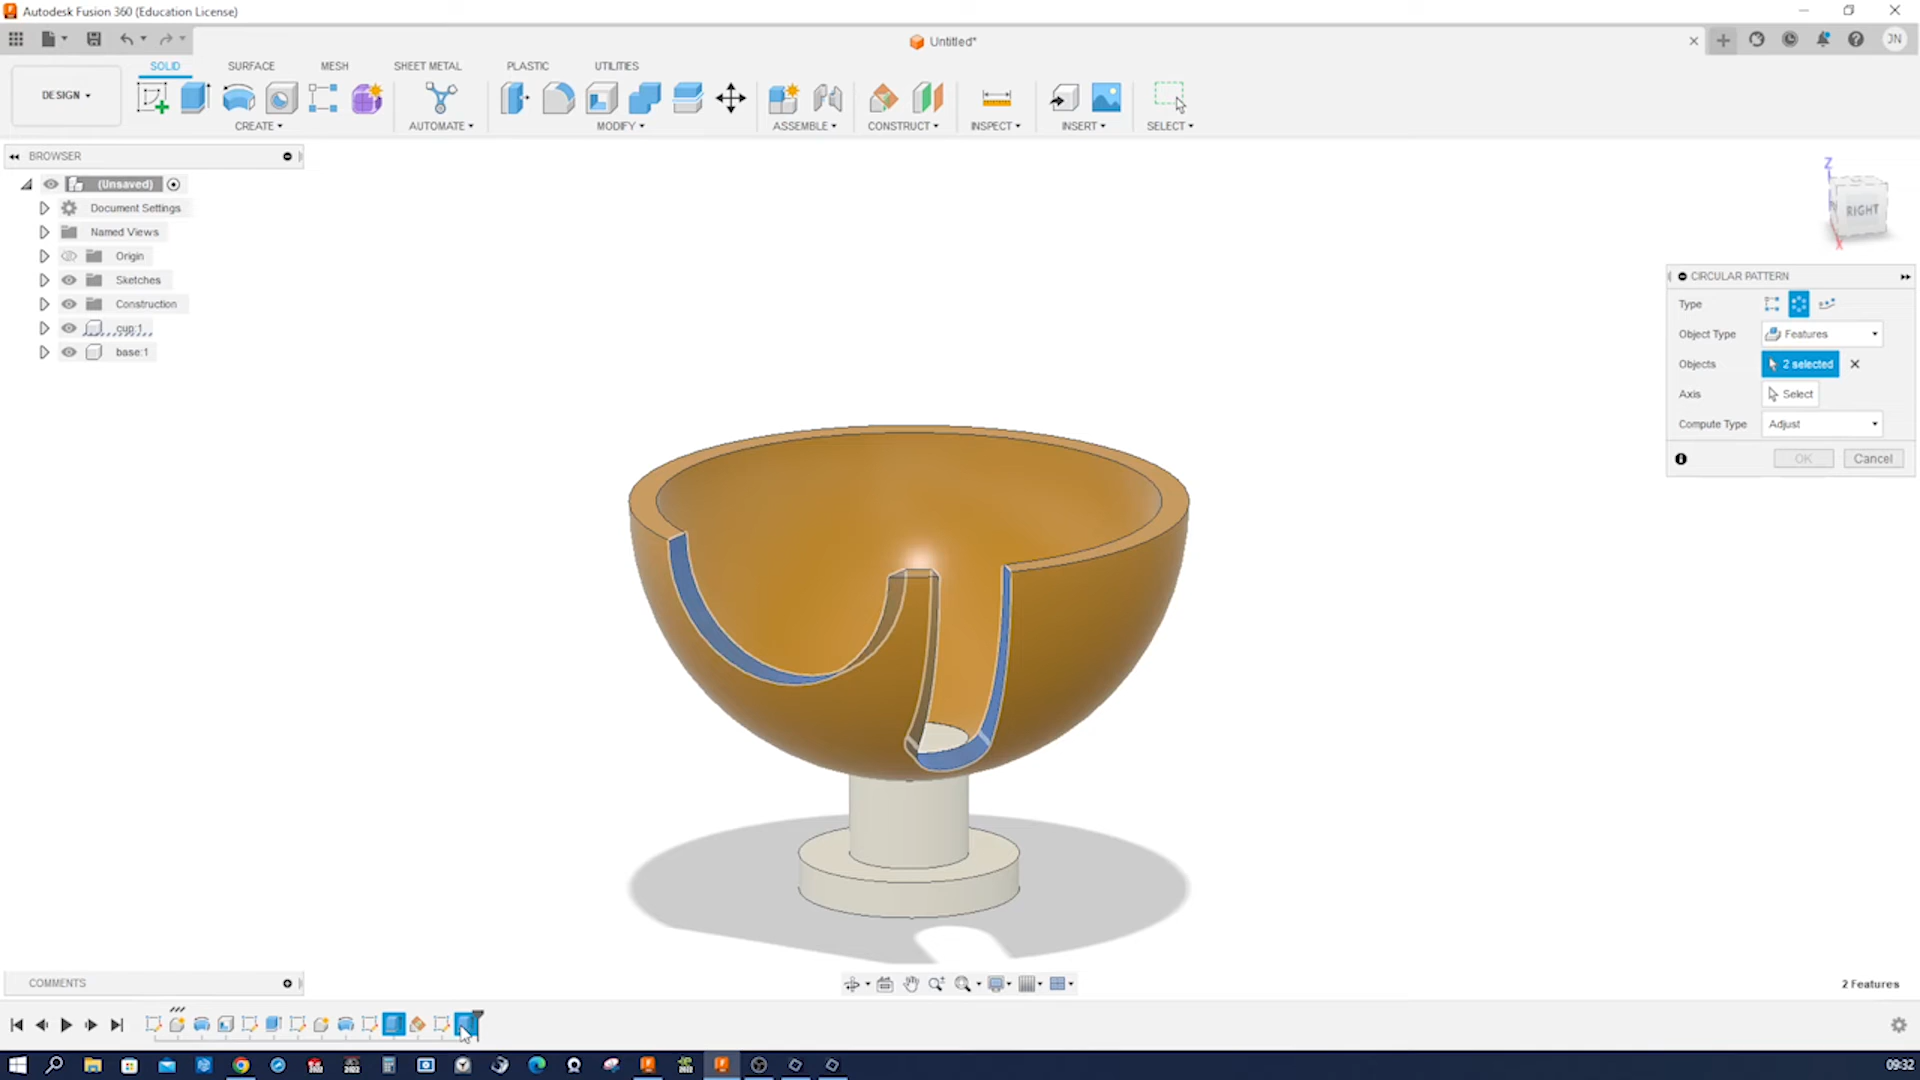 Autodesk Fusion 360 (Education License)
Untitled*
JN
DESIGN
SOLID SURFACE MESH SHEET METAL PLASTIC UTILITIES
CREATE AUTOMATE MODIFY ASSEMBLE CONSTRUCT INSPECT INSERT SELECT
BROWSER
(Unsaved)
Document Settings
Named Views
Origin
Sketches
Construction
cup:1
base:1
Z
RIGHT
X
CIRCULAR PATTERN
Type
Object Type Features
Objects 2 selected
Axis Select
Compute Type Adjust
OK Cancel
COMMENTS
2 Features
09:32